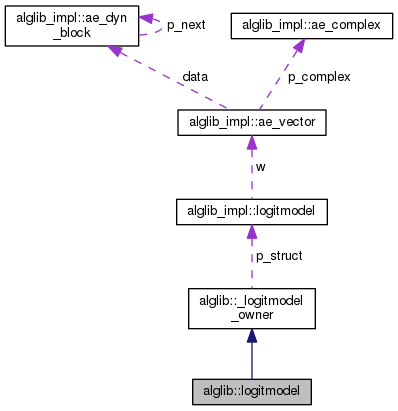 alglib_impl::ae_dyn
_block
p_next
alglib_impl::ae_complex
data
p_complex
alglib_impl::ae_vector
w
alglib_impl::logitmodel
p_struct
alglib::_logitmodel
_owner
alglib::logitmodel